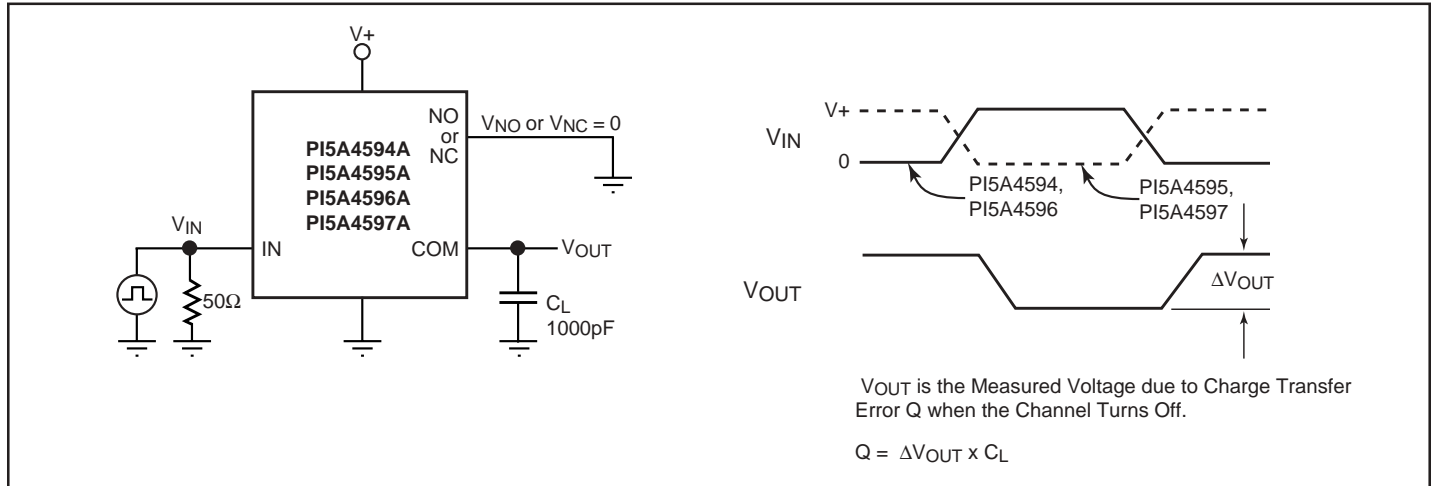 V+
NO
or
NC
VNO or VNC = 0
PI5A4594A
PI5A4595A
PI5A4596A
PI5A4597A
VIN
IN
COM
VOUT
50Ω
CL
1000pF
V+
VIN
0
PI5A4594,
PI5A4596
PI5A4595,
PI5A4597
VOUT
ΔVOUT
VOUT is the Measured Voltage due to Charge Transfer
Error Q when the Channel Turns Off.
Q = ΔVOUT x CL